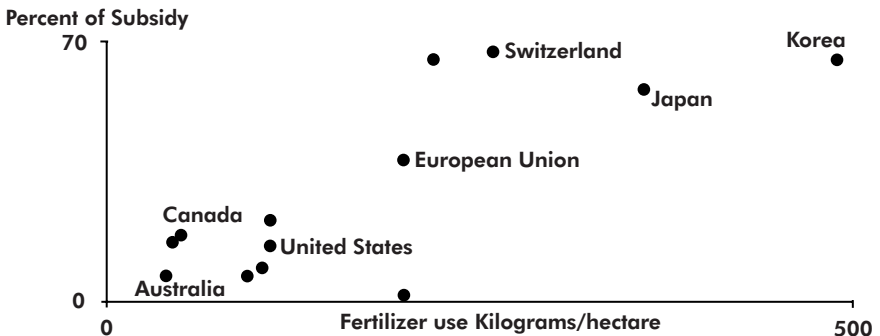 Percent of Subsidy
70
Switzerland
Korea
Japan
European Union
Canada
United States
Australia
0
0
Fertilizer use Kilograms/hectare
500